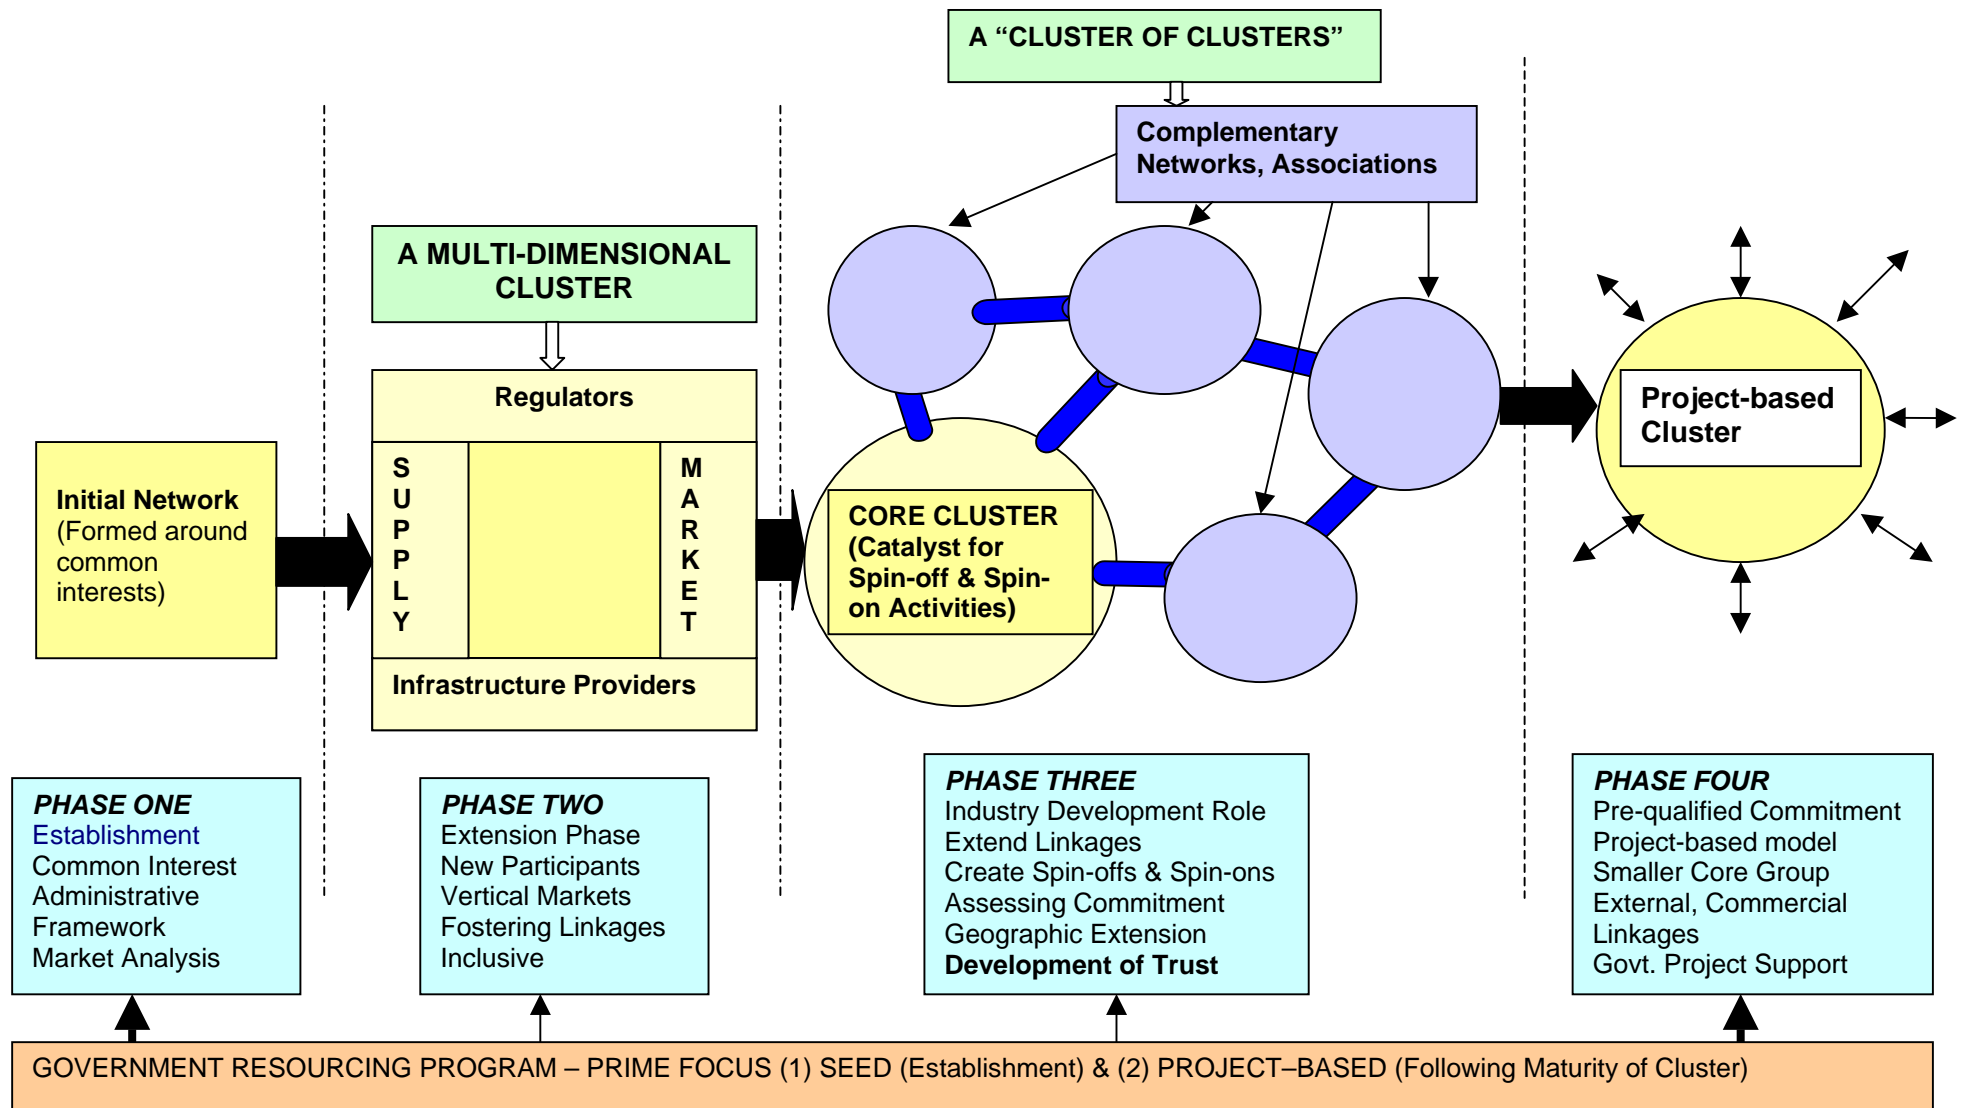 A “CLUSTER OF CLUSTERS”
Complementary
Networks, Associations
A MULTI-DIMENSIONAL
CLUSTER
Regulators
S
U
P
P
L
Y
M
A
R
K
E
T
Infrastructure Providers
Initial Network
(Formed around
common
interests)
CORE CLUSTER
(Catalyst for
Spin-off & Spin-
on Activities)
Project-based
Cluster
PHASE ONE
Establishment
Common Interest
Administrative
Framework
Market Analysis
PHASE TWO
Extension Phase
New Participants
Vertical Markets
Fostering Linkages
Inclusive
PHASE THREE
Industry Development Role
Extend Linkages
Create Spin-offs & Spin-ons
Assessing Commitment
Geographic Extension
Development of Trust
PHASE FOUR
Pre-qualified Commitment
Project-based model
Smaller Core Group
External, Commercial
Linkages
Govt. Project Support
GOVERNMENT RESOURCING PROGRAM – PRIME FOCUS (1) SEED (Establishment) & (2) PROJECT–BASED (Following Maturity of Cluster)